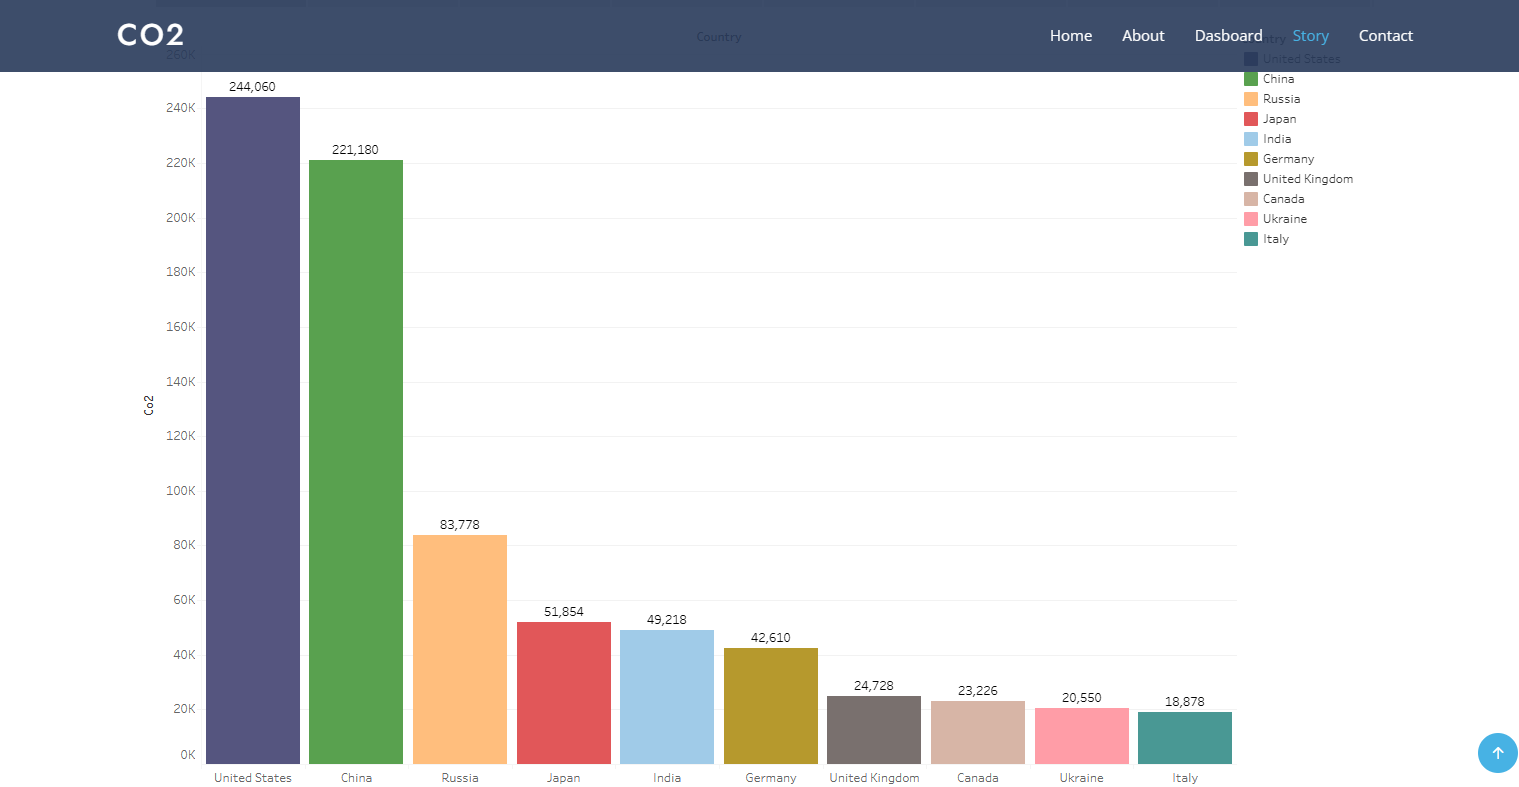 CO2
Home About Dasboard Story Contact
Country
Country
260K
United States
244,060
China
Russia
240K
Japan
India
221,180
Germany
220K
United Kingdom
Canada
200K
Ukraine
Italy
180K
160K
140K
Co2
120K
100K
83,778
80K
51,854
60K
49,218
42,610
40K
24,728
23,226
20,550
18,878
20K
0K
United States China Russia Japan India Germany United Kingdom Canada Ukraine Italy